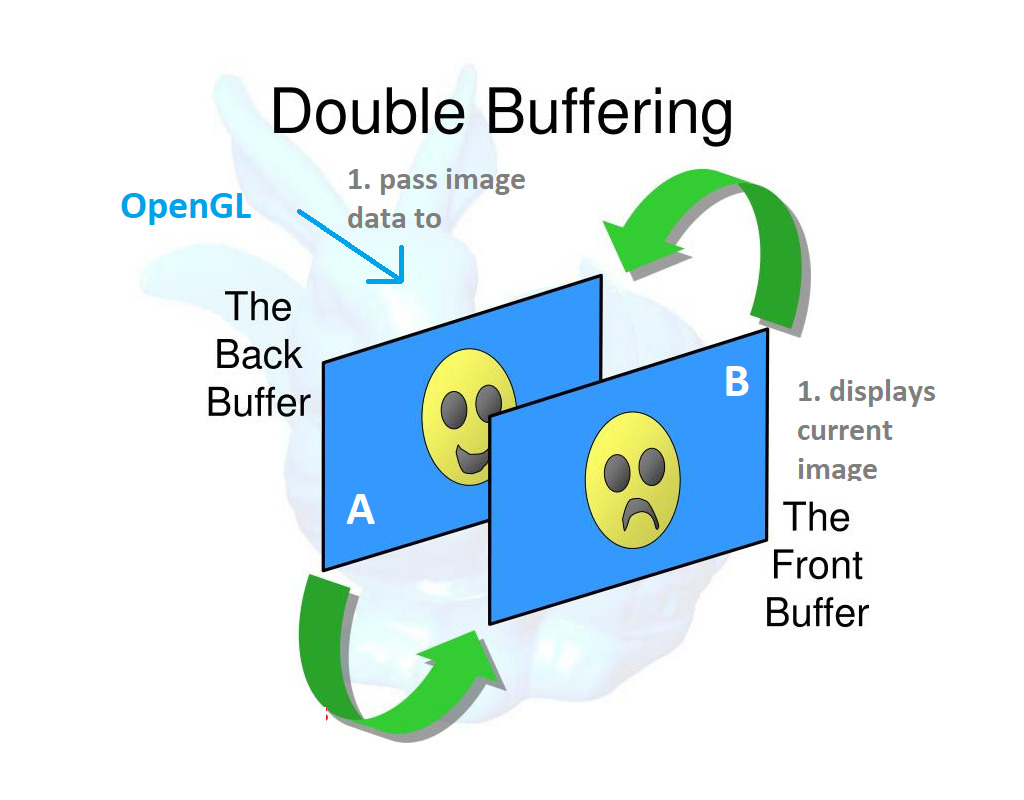 Double Buffering
1. pass image
data to
OpenGL
The
Back
Buffer
A
B
1. displays
current
image
The
Front
Buffer